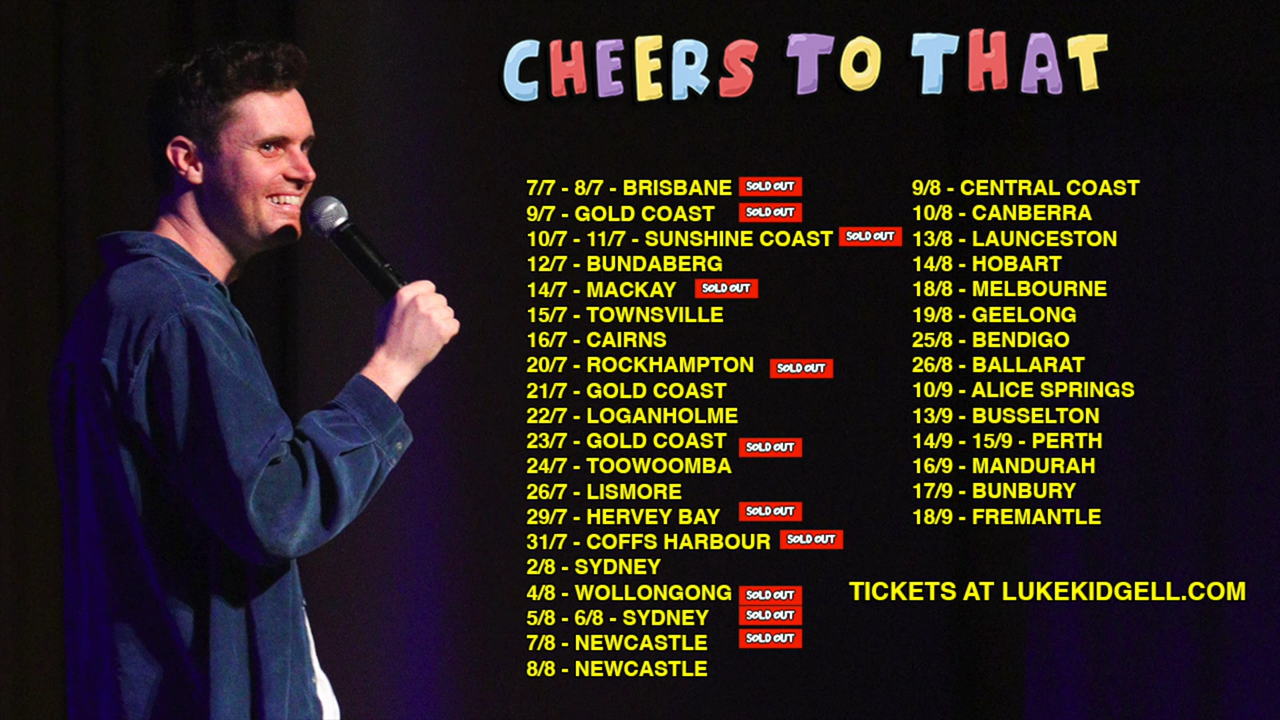 CHEERS TO THAT
7/7 - 8/7 - BRISBANE SOLD OUT
9/7 - GOLD COAST SOLD OUT
10/7 - 11/7 - SUNSHINE COAST SOLD OUT
12/7 - BUNDABERG
14/7 - MACKAY SOLD OUT
15/7 - TOWNSVILLE
16/7 - CAIRNS
20/7 - ROCKHAMPTON SOLD OUT
21/7 - GOLD COAST
22/7 - LOGANHOLME
23/7 - GOLD COAST SOLD OUT
24/7 - TOOWOOMBA
26/7 - LISMORE
29/7 - HERVEY BAY SOLD OUT
31/7 - COFFS HARBOUR SOLD OUT
2/8 - SYDNEY
4/8 - WOLLONGONG SOLD OUT
5/8 - 6/8 - SYDNEY SOLD OUT
7/8 - NEWCASTLE SOLD OUT
8/8 - NEWCASTLE
9/8 - CENTRAL COAST
10/8 - CANBERRA
13/8 - LAUNCESTON
14/8 - HOBART
18/8 - MELBOURNE
19/8 - GEELONG
25/8 - BENDIGO
26/8 - BALLARAT
10/9 - ALICE SPRINGS
13/9 - BUSSELTON
14/9 - 15/9 - PERTH
16/9 - MANDURAH
17/9 - BUNBURY
18/9 - FREMANTLE
TICKETS AT LUKEKIDGELL.COM